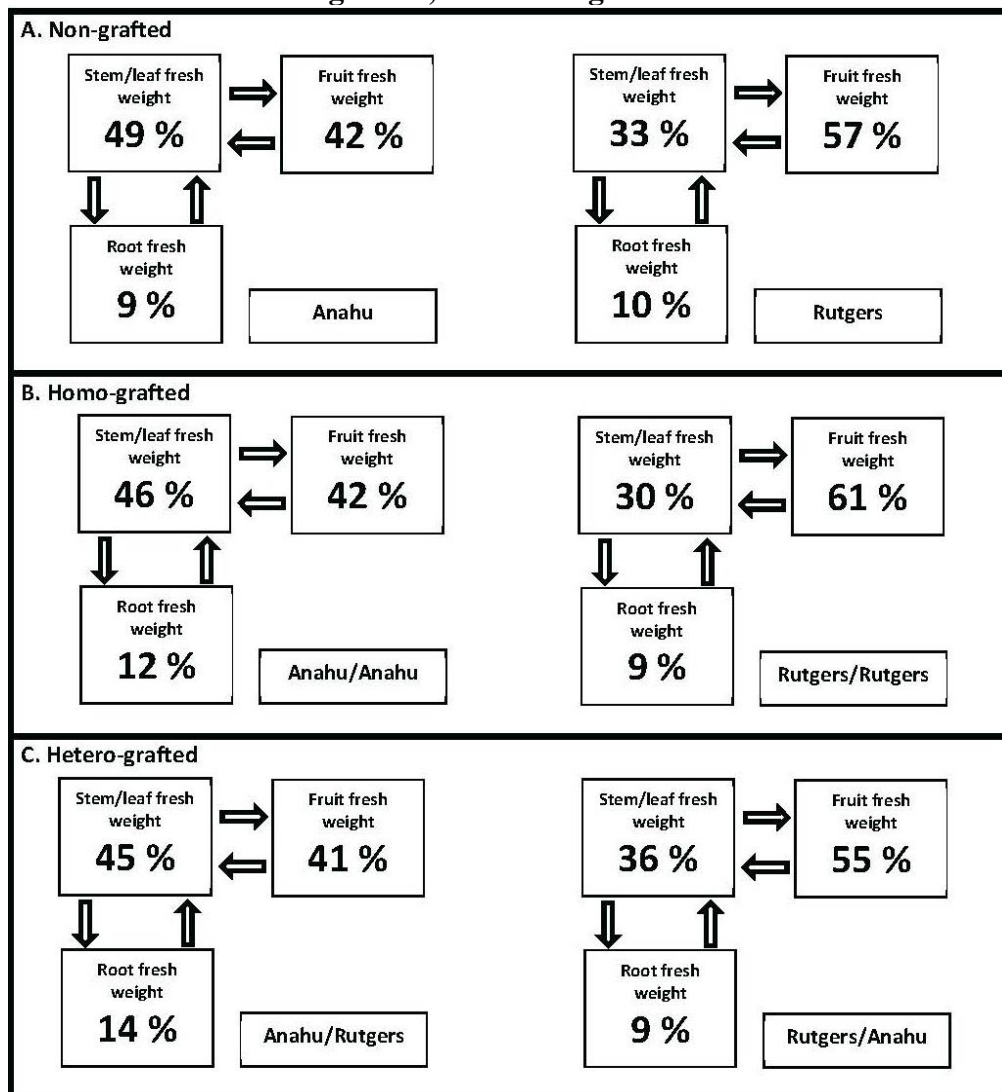 A. Non-grafted
Stem/leaf fresh
weight
49 %
Fruit fresh
weight
42 %
Root fresh
weight
9 %
Anahu
Stem/leaf fresh
weight
33 %
Fruit fresh
weight
57 %
Root fresh
weight
10 %
Rutgers
B. Homo-grafted
Stem/leaf fresh
weight
46 %
Fruit fresh
weight
42 %
Root fresh
weight
12 %
Anahu/Anahu
Stem/leaf fresh
weight
30 %
Fruit fresh
weight
61 %
Root fresh
weight
9 %
Rutgers/Rutgers
C. Hetero-grafted
Stem/leaf fresh
weight
45 %
Fruit fresh
weight
41 %
Root fresh
weight
14 %
Anahu/Rutgers
Stem/leaf fresh
weight
36 %
Fruit fresh
weight
55 %
Root fresh
weight
9 %
Rutgers/Anahu